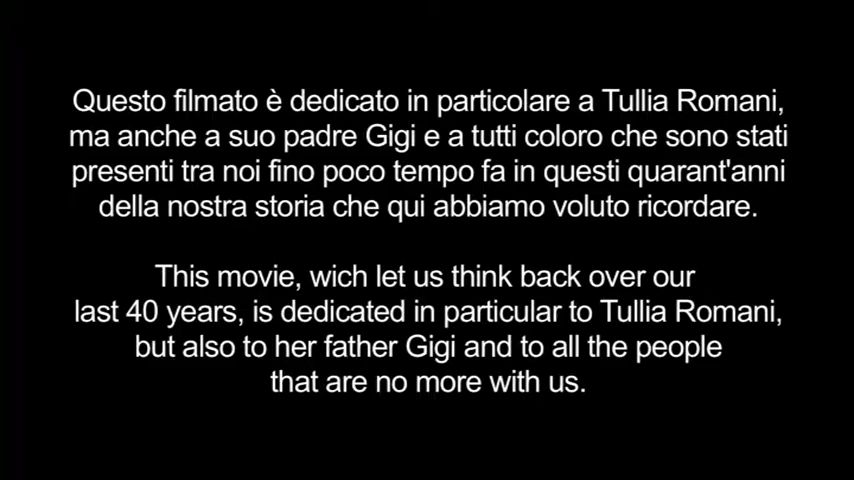 Questo filmato è dedicato in particolare a Tullia Romani,
ma anche a suo padre Gigi e a tutti coloro che sono stati
presenti tra noi fino poco tempo fa in questi quarant'anni
della nostra storia che qui abbiamo voluto ricordare.
This movie, wich let us think back over our
last 40 years, is dedicated in particular to Tullia Romani,
but also to her father Gigi and to all the people
that are no more with us.